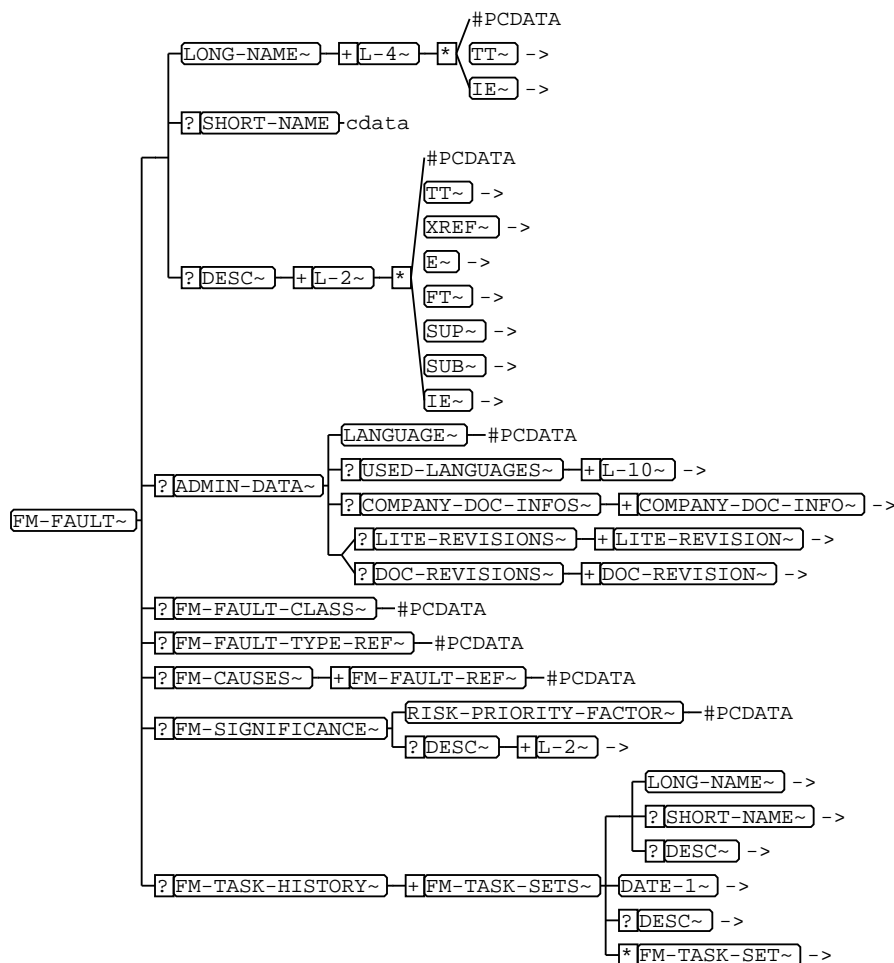 #PCDATA
LONG-NAME~ + L-4~ * TT~ ->
IE~ ->
? SHORT-NAME cdata
#PCDATA
TT~ ->
XREF~ ->
E~ ->
? DESC~ + L-2~ *
FT~ ->
SUP~ ->
SUB~ ->
IE~ ->
LANGUAGE~ #PCDATA
? USED-LANGUAGES~ + L-10~ ->
? ADMIN-DATA~
? COMPANY-DOC-INFOS~ + COMPANY-DOC-INFO~ ->
FM-FAULT~
? LITE-REVISIONS~ + LITE-REVISION~ ->
? DOC-REVISIONS~ + DOC-REVISION~ ->
? FM-FAULT-CLASS~ #PCDATA
? FM-FAULT-TYPE-REF~ #PCDATA
? FM-CAUSES~ + FM-FAULT-REF~ #PCDATA
RISK-PRIORITY-FACTOR~ #PCDATA
? FM-SIGNIFICANCE~
? DESC~ + L-2~ ->
LONG-NAME~ ->
? SHORT-NAME~ ->
? DESC~ ->
? FM-TASK-HISTORY~ + FM-TASK-SETS~ DATE-1~ ->
? DESC~ ->
* FM-TASK-SET~ ->